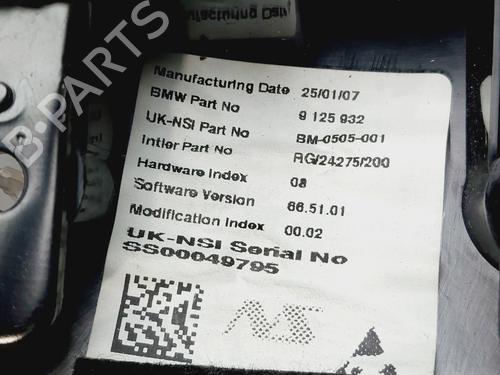 B-PARTS
Manufacturing Date 25/01/07
BMW Part No 9 125 932
UK-NSI Part No BM-0505-001
Intier Part No RG/24275/200
Hardware Index 08
Software Version 66.51.01
Modification Index 00.02
UK-NSI Serial No
SS00049795